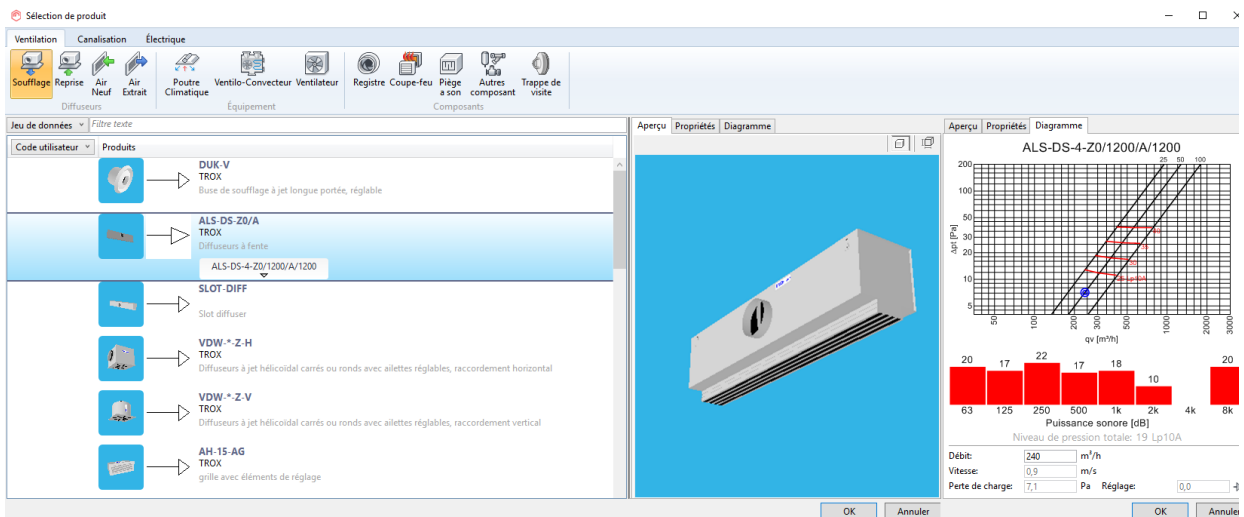 Sélection de produit
Ventilation Canalisation Électrique
Soufflage Reprise Air Neuf Air Extrait Poutre Climatique Ventilo-Convecteur Ventilateur Registre Coupe-feu Piège a son Autres composant Trappe de visite
Diffuseurs Équipement Composants
Jeu de données Filtre texte
Code utilisateur Produits
DUK-V
TROX
Buse de soufflage à jet longue portée, réglable
ALS-DS-Z0/A
TROX
Diffuseurs à fente
ALS-DS-4-Z0/1200/A/1200
SLOT-DIFF
Slot diffuser
VDW-*-Z-H
TROX
Diffuseurs à jet hélicoïdal carrés ou ronds avec ailettes réglables, raccordement horizontal
VDW-*-Z-V
TROX
Diffuseurs à jet hélicoïdal carrés ou ronds avec ailettes réglables, raccordement vertical
AH-15-AG
TROX
grille avec éléments de réglage
Aperçu Propriétés Diagramme
OK Annuler
Aperçu Propriétés Diagramme
ALS-DS-4-Z0/1200/A/1200
25 50 100
200
100
50
30
20
10
5
Δpt [Pa]
35
30
Lp10A
50 100 200 300 500 1000 2000 3000
qv [m³/h]
20 17 22 17 18 10 20
63 125 250 500 1k 2k 4k 8k
Puissance sonore [dB]
Niveau de pression totale: 19 Lp10A
Débit: 240 m³/h
Vitesse: 0,9 m/s
Perte de charge: 7,1 Pa Réglage: 0,0
OK Annuler